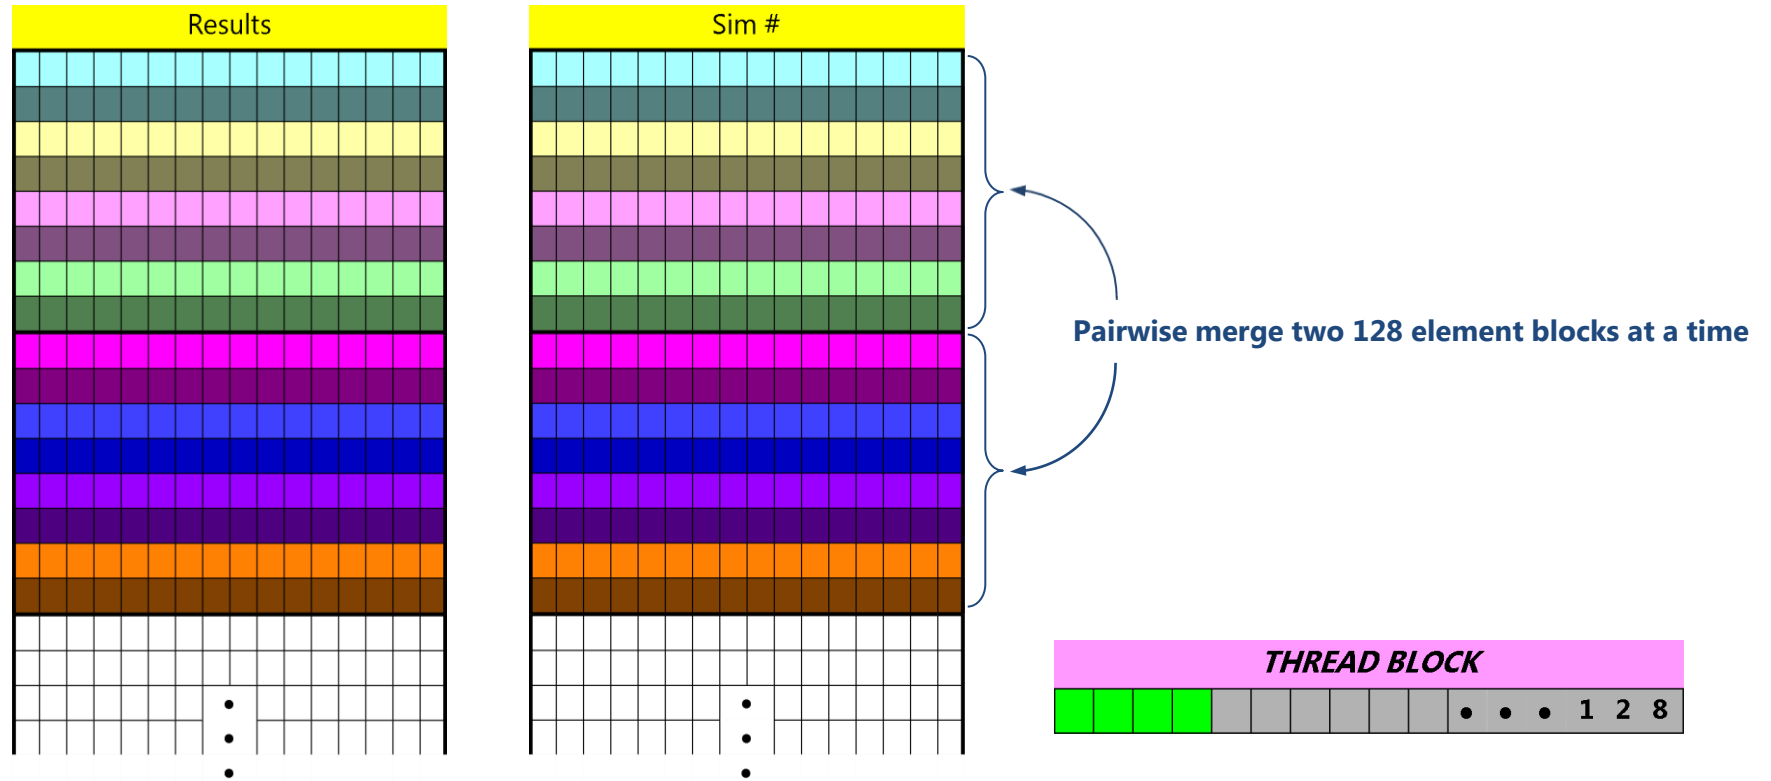 Results
Sim #
Pairwise merge two 128 element blocks at a time
THREAD BLOCK
• • • 1 2 8